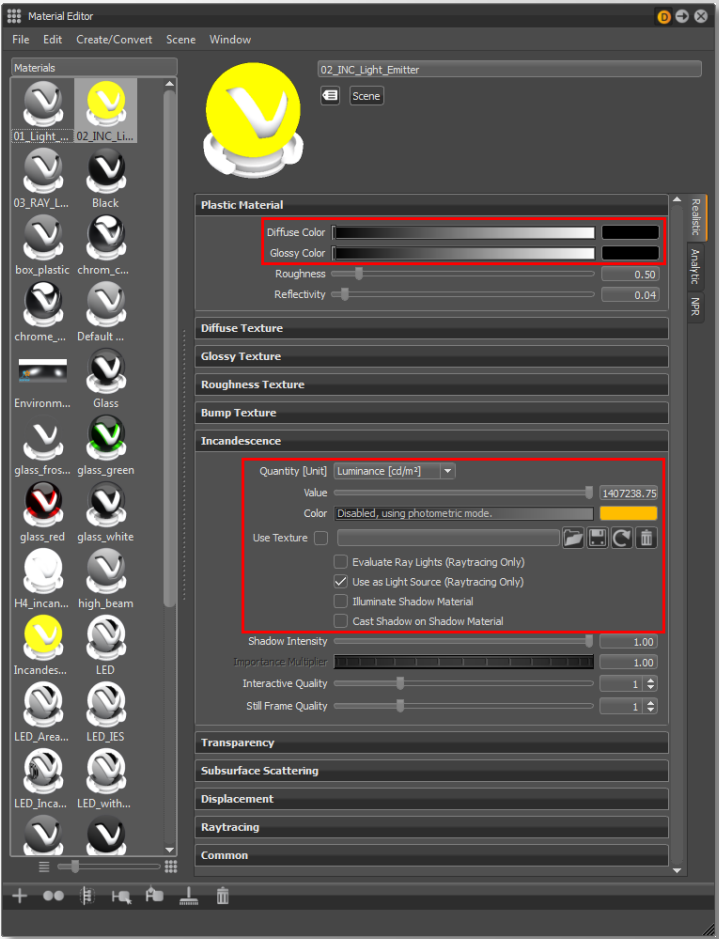 Material Editor
D
File Edit Create/Convert Scene Window
Materials
01_Light_... 02_INC_Li...
03_RAY_L... Black
box_plastic chrom_c...
chrome_... Default ...
Environm... Glass
glass_fros... glass_green
glass_red glass_white
H4_incan... high_beam
Incandes... LED
LED_Area... LED_IES
LED_Inca... LED_with...
02_INC_Light_Emitter
Scene
Plastic Material
Diffuse Color
Glossy Color
Roughness 0.50
Reflectivity 0.04
Diffuse Texture
Glossy Texture
Roughness Texture
Bump Texture
Incandescence
Quantity [Unit] Luminance [cd/m²]
Value 1407238.75
Color Disabled, using photometric mode.
Use Texture
Evaluate Ray Lights (Raytracing Only)
Use as Light Source (Raytracing Only)
Illuminate Shadow Material
Cast Shadow on Shadow Material
Shadow Intensity 1.00
Importance Multiplier 1.00
Interactive Quality 1
Still Frame Quality 1
Transparency
Subsurface Scattering
Displacement
Raytracing
Common
Realistic
Analytic
NPR